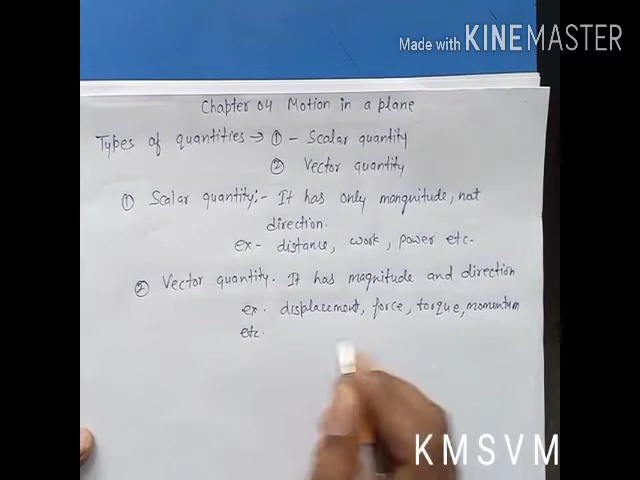 Made with KINEMASTER
Chapter 04 Motion in a plane
Types of quantities → ① - Scalar quantity
② Vector quantity
① Scalar quantity:- It has only mangnitude, not
direction.
ex- distance, work, power etc.
② Vector quantity. It has magnitude and direction
ex. displacement, force, torque, momentum
etc.
KMSVM